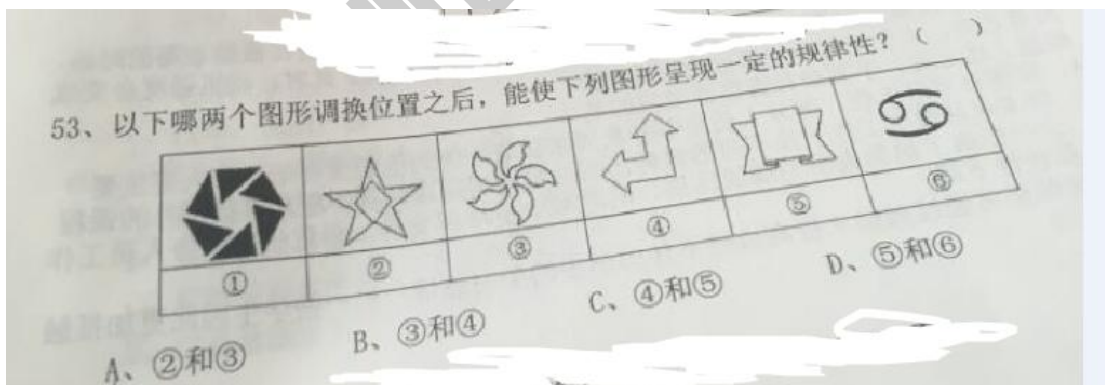 53、以下哪两个图形调换位置之后，能使下列图形呈现一定的规律性？（ ）
① ② ③ ④ ⑤ ⑥
A、②和③ B、③和④ C、④和⑤ D、⑤和⑥